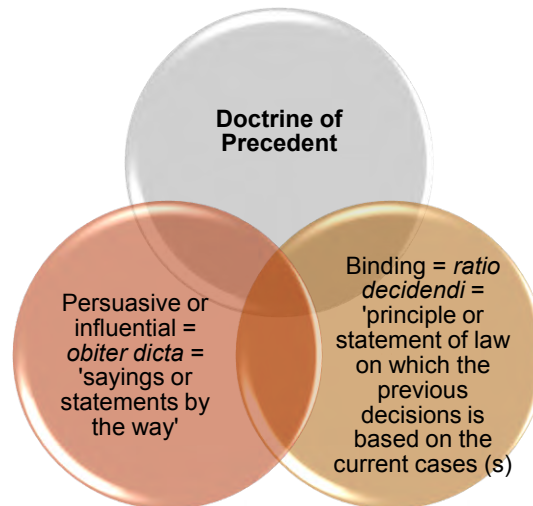 Doctrine of
Precedent
Persuasive or
influential =
obiter dicta =
'sayings or
statements by
the way'
Binding = ratio
decidendi =
'principle or
statement of law
on which the
previous
decisions is
based on the
current cases (s)